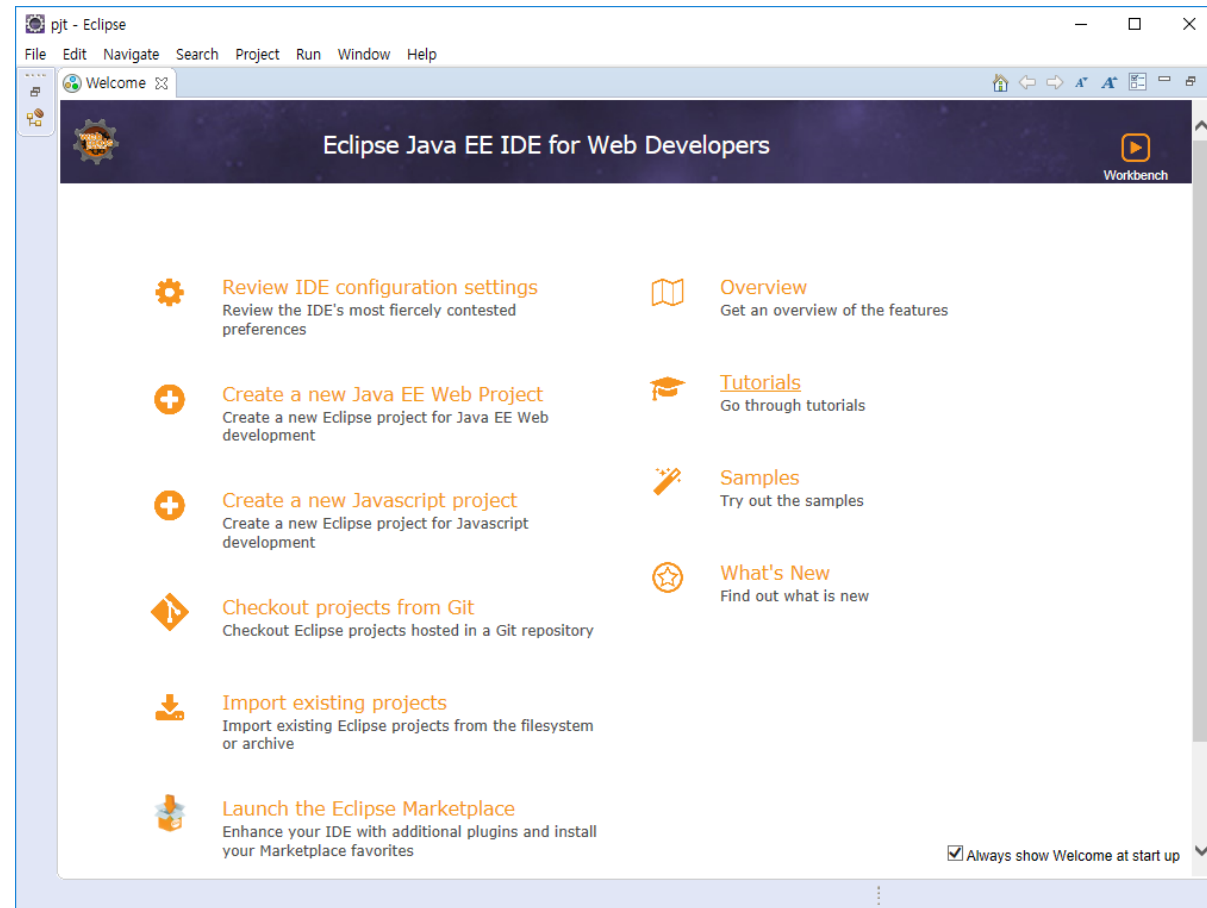 pjt - Eclipse
File Edit Navigate Search Project Run Window Help
Welcome
Eclipse Java EE IDE for Web Developers
Workbench
Review IDE configuration settings
Review the IDE's most fiercely contested
preferences
Create a new Java EE Web Project
Create a new Eclipse project for Java EE Web
development
Create a new Javascript project
Create a new Eclipse project for Javascript
development
Checkout projects from Git
Checkout Eclipse projects hosted in a Git repository
Import existing projects
Import existing Eclipse projects from the filesystem
or archive
Launch the Eclipse Marketplace
Enhance your IDE with additional plugins and install
your Marketplace favorites
Overview
Get an overview of the features
Tutorials
Go through tutorials
Samples
Try out the samples
What's New
Find out what is new
Always show Welcome at start up